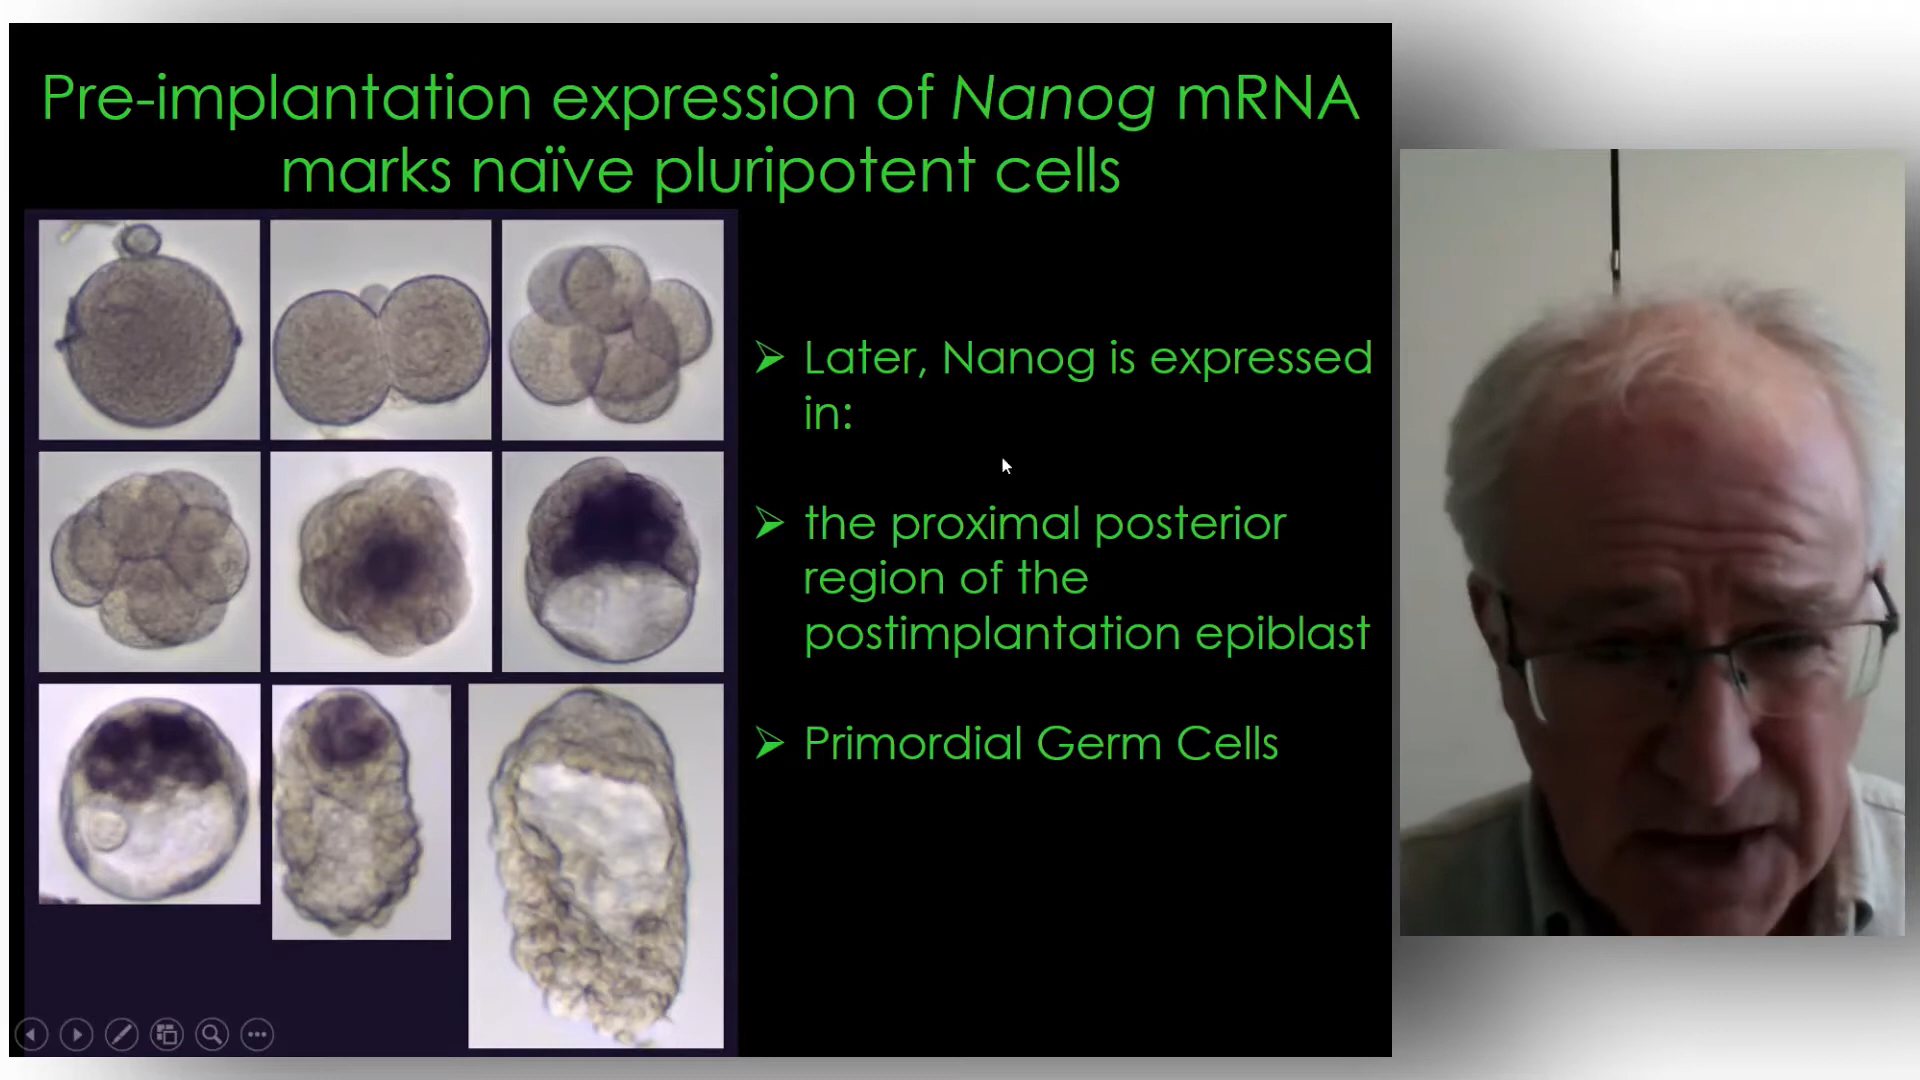 Pre-implantation expression of Nanog mRNA
marks naïve pluripotent cells
➢ Later, Nanog is expressed
in:
➢ the proximal posterior
region of the
postimplantation epiblast
➢ Primordial Germ Cells